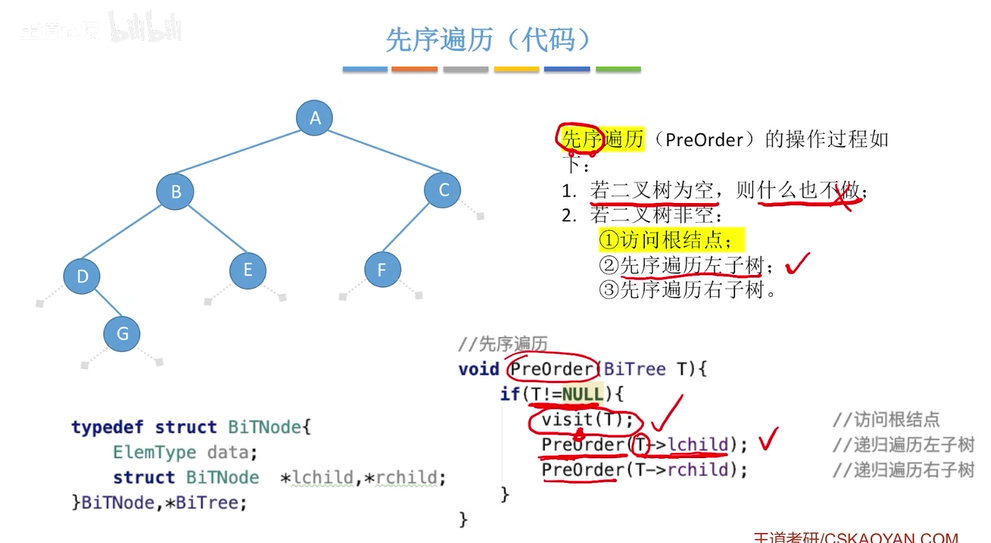 bilibili
先序遍历（代码）
A
B
C
D
E
F
G
先序遍历（PreOrder）的操作过程如
下：
1. 若二叉树为空，则什么也不做；
2. 若二叉树非空：
①访问根结点；
②先序遍历左子树；
③先序遍历右子树。
//先序遍历
void PreOrder(BiTree T){
if(T!=NULL){
visit(T); //访问根结点
PreOrder(T->lchild); //递归遍历左子树
PreOrder(T->rchild); //递归遍历右子树
}
}
typedef struct BiTNode{
ElemType data;
struct BiTNode *lchild,*rchild;
}BiTNode,*BiTree;
王道考研/CSKAOYAN.COM